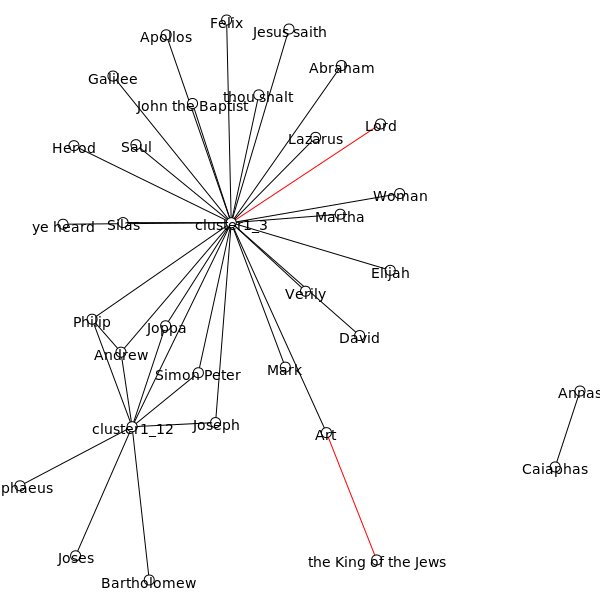 Felix
Jesus saith
Apollos
Abraham
Galilee
thou shalt
John the Baptist
Lord
Lazarus
Herod
Saul
Woman
Martha
ye heard
Silas
cluster1_3
Elijah
Verily
Philip
Joppa
David
Andrew
Mark
Simon Peter
Annas
Joseph
cluster1_12
Art
Caiaphas
phaeus
Joses
the King of the Jews
Bartholomew